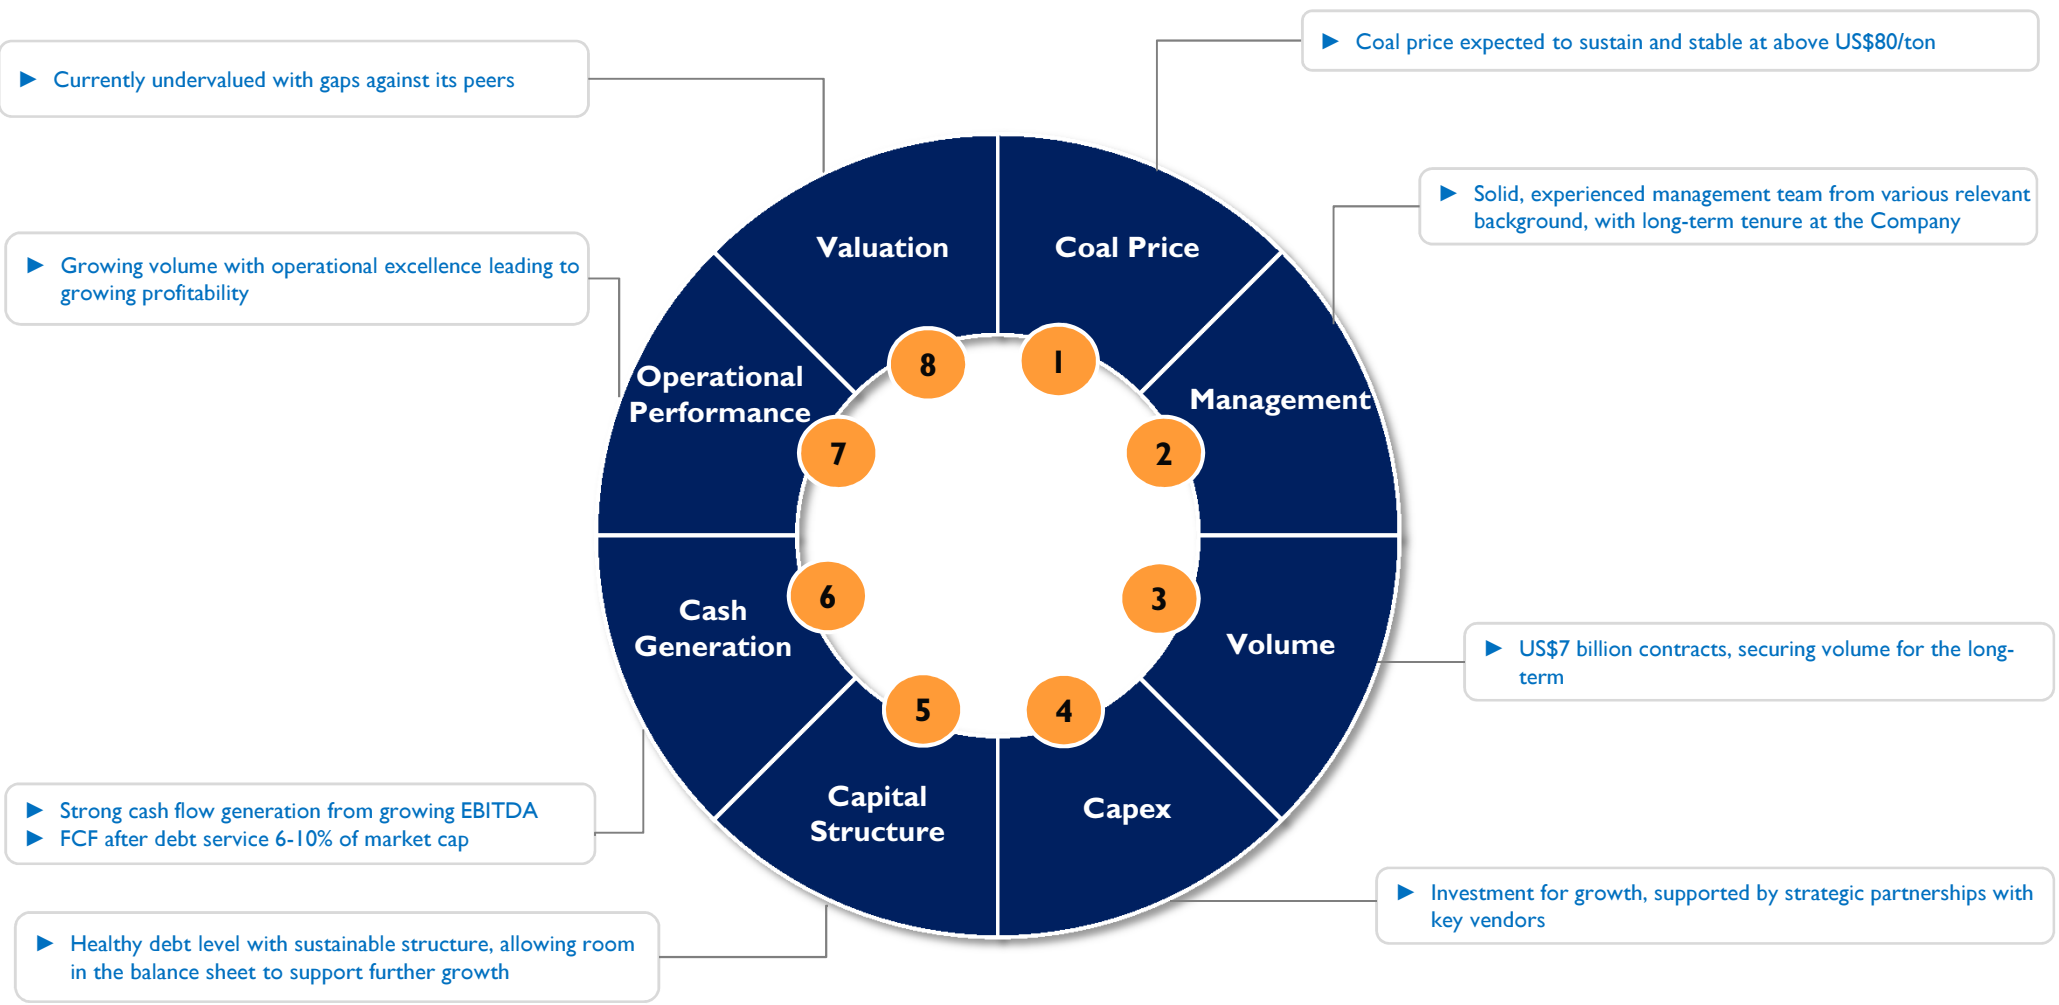 ► Coal price expected to sustain and stable at above US$80/ton
► Currently undervalued with gaps against its peers
► Solid, experienced management team from various relevant
background, with long-term tenure at the Company
► Growing volume with operational excellence leading to
growing profitability
Valuation
Coal Price
Operational
Performance
Management
8
1
7
2
6
3
5
4
Cash
Generation
Volume
► US$7 billion contracts, securing volume for the long-
term
Capital
Structure
Capex
► Strong cash flow generation from growing EBITDA
► FCF after debt service 6-10% of market cap
► Investment for growth, supported by strategic partnerships with
key vendors
► Healthy debt level with sustainable structure, allowing room
in the balance sheet to support further growth